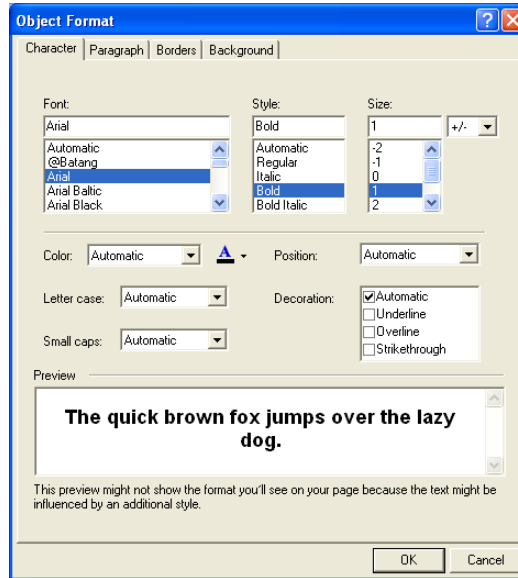 Object Format
Character Paragraph Borders Background
Font: Style: Size:
Arial Bold 1 +/-
Automatic Automatic -2
@Batang Regular -1
Arial Italic 0
Arial Baltic Bold 1
Arial Black Bold Italic 2
Color: Automatic A Position: Automatic
Letter case: Automatic Decoration: Automatic
Underline
Overline
Small caps: Automatic Strikethrough
Preview
The quick brown fox jumps over the lazy
dog.
This preview might not show the format you'll see on your page because the text might be
influenced by an additional style.
OK Cancel